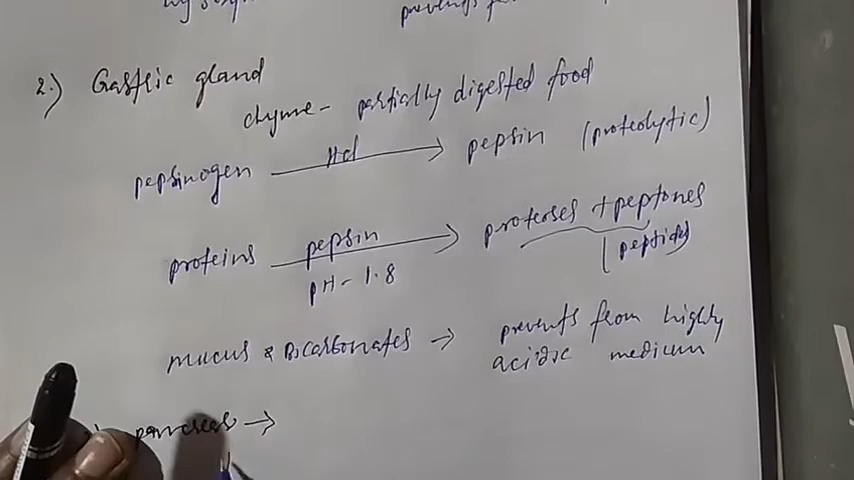 2.) Gastric gland
chyme - partially digested food
pepsinogen HCl → pepsin (proteolytic)
proteins pepsin → proteoses + peptones
pH - 1.8 (peptides)
mucus & Bicarbonates → prevents from highly
acidic medium
pancreas →